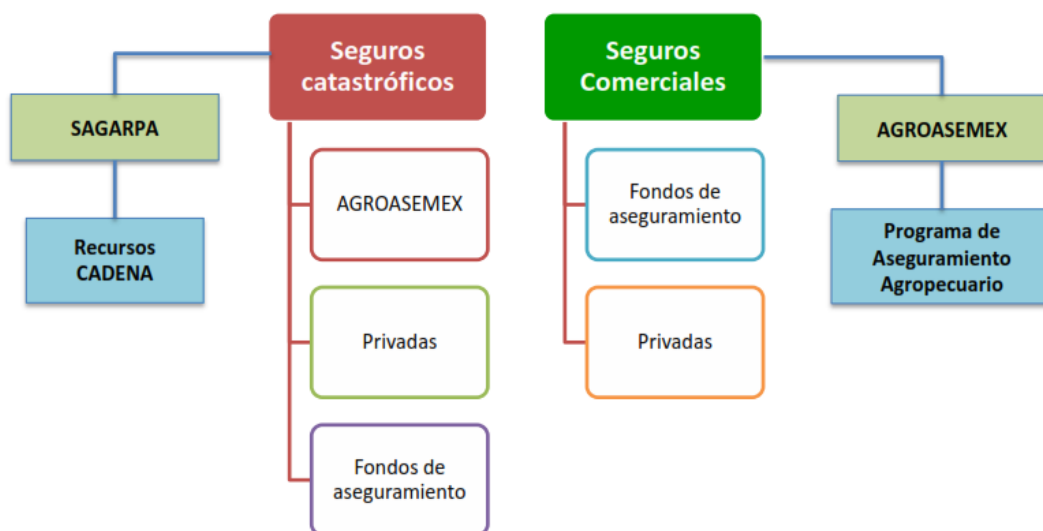 Seguros
catastróficos
SAGARPA
Recursos
CADENA
AGROASEMEX
Privadas
Fondos de
aseguramiento
Seguros
Comerciales
Fondos de
aseguramiento
Privadas
AGROASEMEX
Programa de
Aseguramiento
Agropecuario